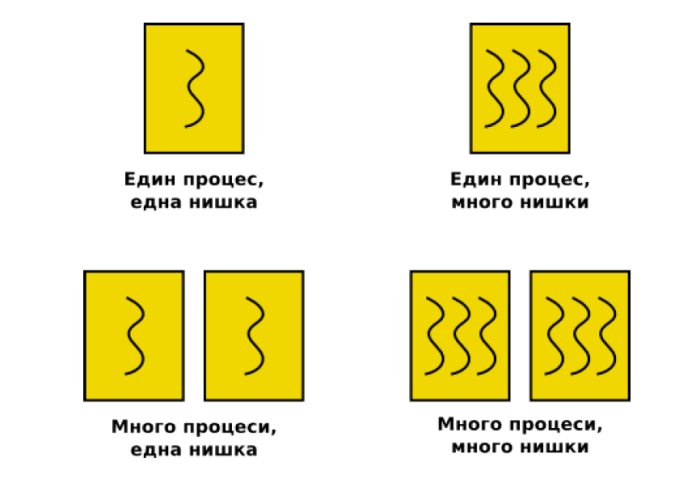 Един процес,
една нишка
Един процес,
много нишки
Много процеси,
една нишка
Много процеси,
много нишки